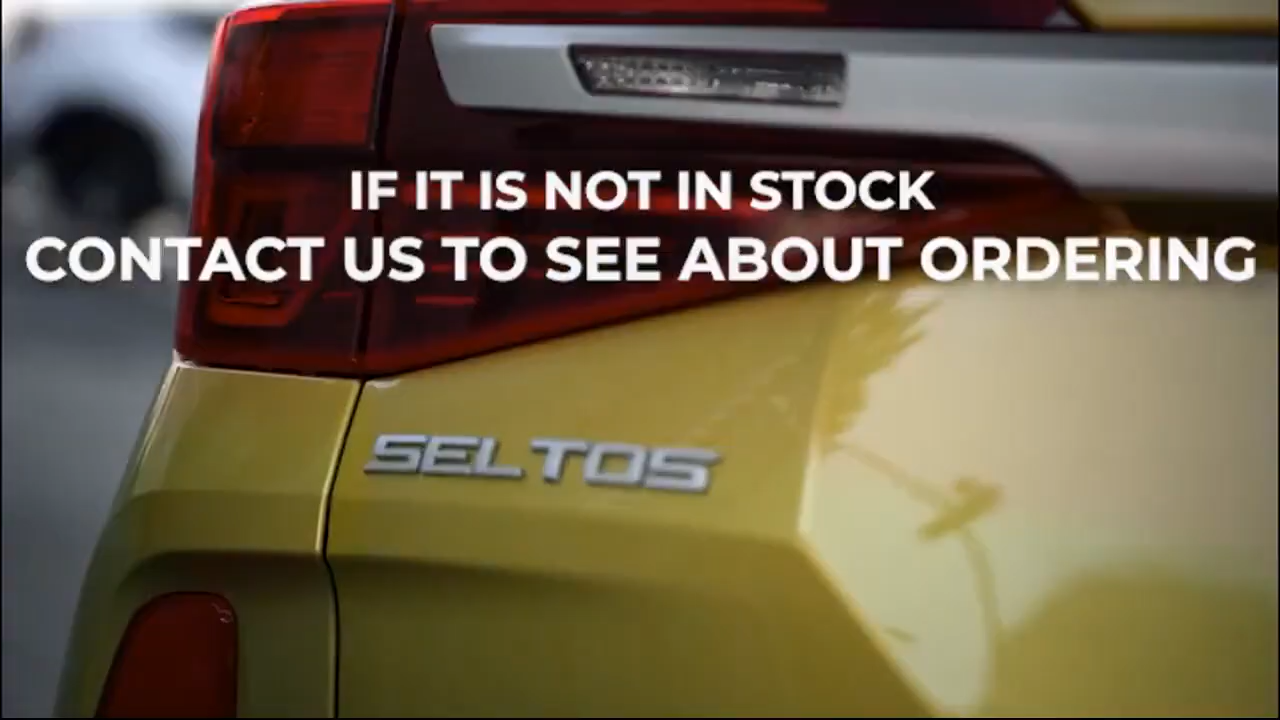 IF IT IS NOT IN STOCK
CONTACT US TO SEE ABOUT ORDERING
SELTOS